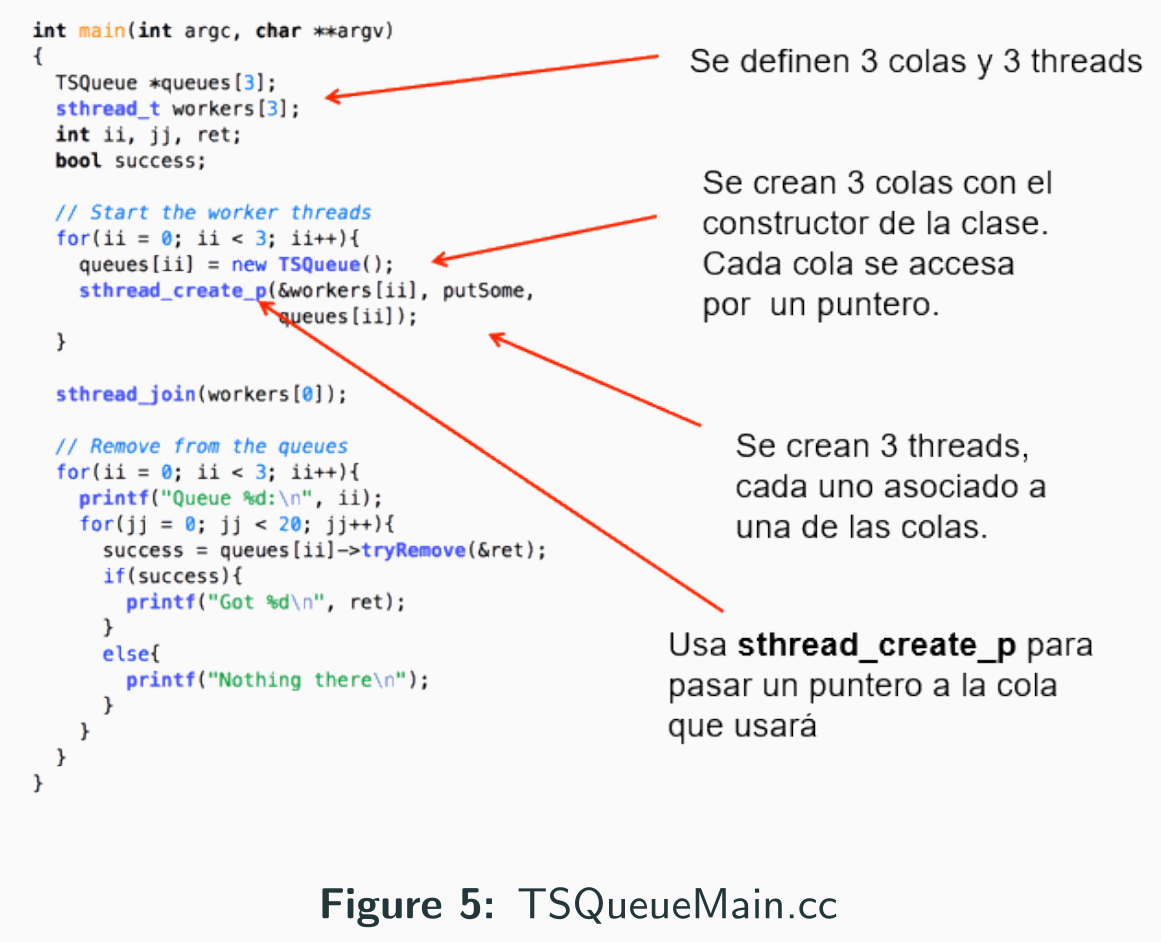 int main(int argc, char **argv)
{
TSQueue *queues[3];
sthread_t workers[3];
int ii, jj, ret;
bool success;
// Start the worker threads
for(ii = 0; ii < 3; ii++){
queues[ii] = new TSQueue();
sthread_create_p(&workers[ii], putSome,
queues[ii]);
}
sthread_join(workers[0]);
// Remove from the queues
for(ii = 0; ii < 3; ii++){
printf("Queue %d:\n", ii);
for(jj = 0; jj < 20; jj++){
success = queues[ii]->tryRemove(&ret);
if(success){
printf("Got %d\n", ret);
}
else{
printf("Nothing there\n");
}
}
}
}
Se definen 3 colas y 3 threads
Se crean 3 colas con el
constructor de la clase.
Cada cola se accesa
por un puntero.
Se crean 3 threads,
cada uno asociado a
una de las colas.
Usa sthread_create_p para
pasar un puntero a la cola
que usará
Figure 5: TSQueueMain.cc